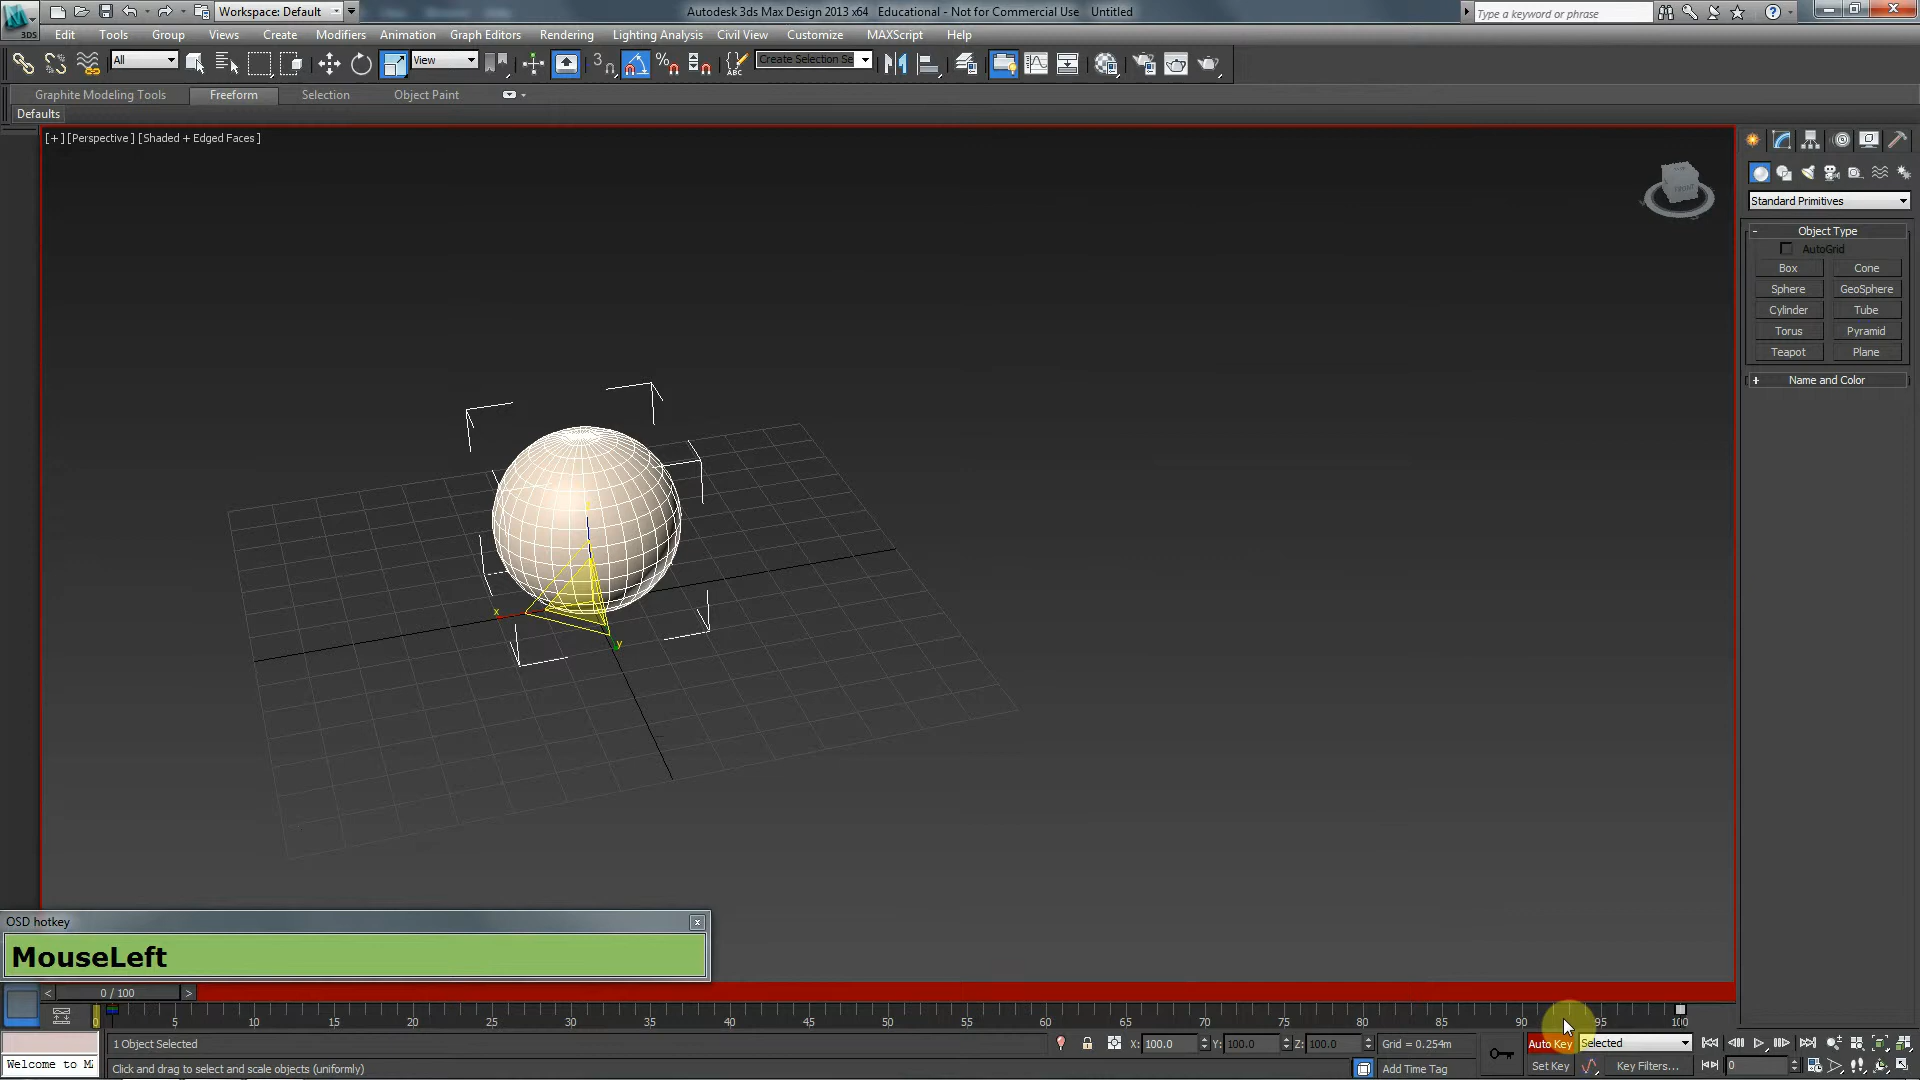 Workspace: Default
Autodesk 3ds Max Design 2013 x64 Educational - Not for Commercial Use Untitled
Type a keyword or phrase
3DS
Edit Tools Group Views Create Modifiers Animation Graph Editors Rendering Lighting Analysis Civil View Customize MAXScript Help
All View 3 % ABC Create Selection Se
Graphite Modeling Tools Freeform Selection Object Paint
Defaults
[ + ] [Perspective ] [Shaded + Edged Faces ]
FRONT
Standard Primitives
- Object Type
AutoGrid
Box Cone
Sphere GeoSphere
Cylinder Tube
Torus Pyramid
Teapot Plane
+ Name and Color
x
y
OSD hotkey x
MouseLeft
< 0 / 100 >
0 5 10 15 20 25 30 35 40 45 50 55 60 65 70 75 80 85 90 95 100
1 Object Selected X: 100.0 Y: 100.0 Z: 100.0 Grid = 0.254m Auto Key Selected
Welcome to M Click and drag to select and scale objects (uniformly) Add Time Tag Set Key Key Filters... 0